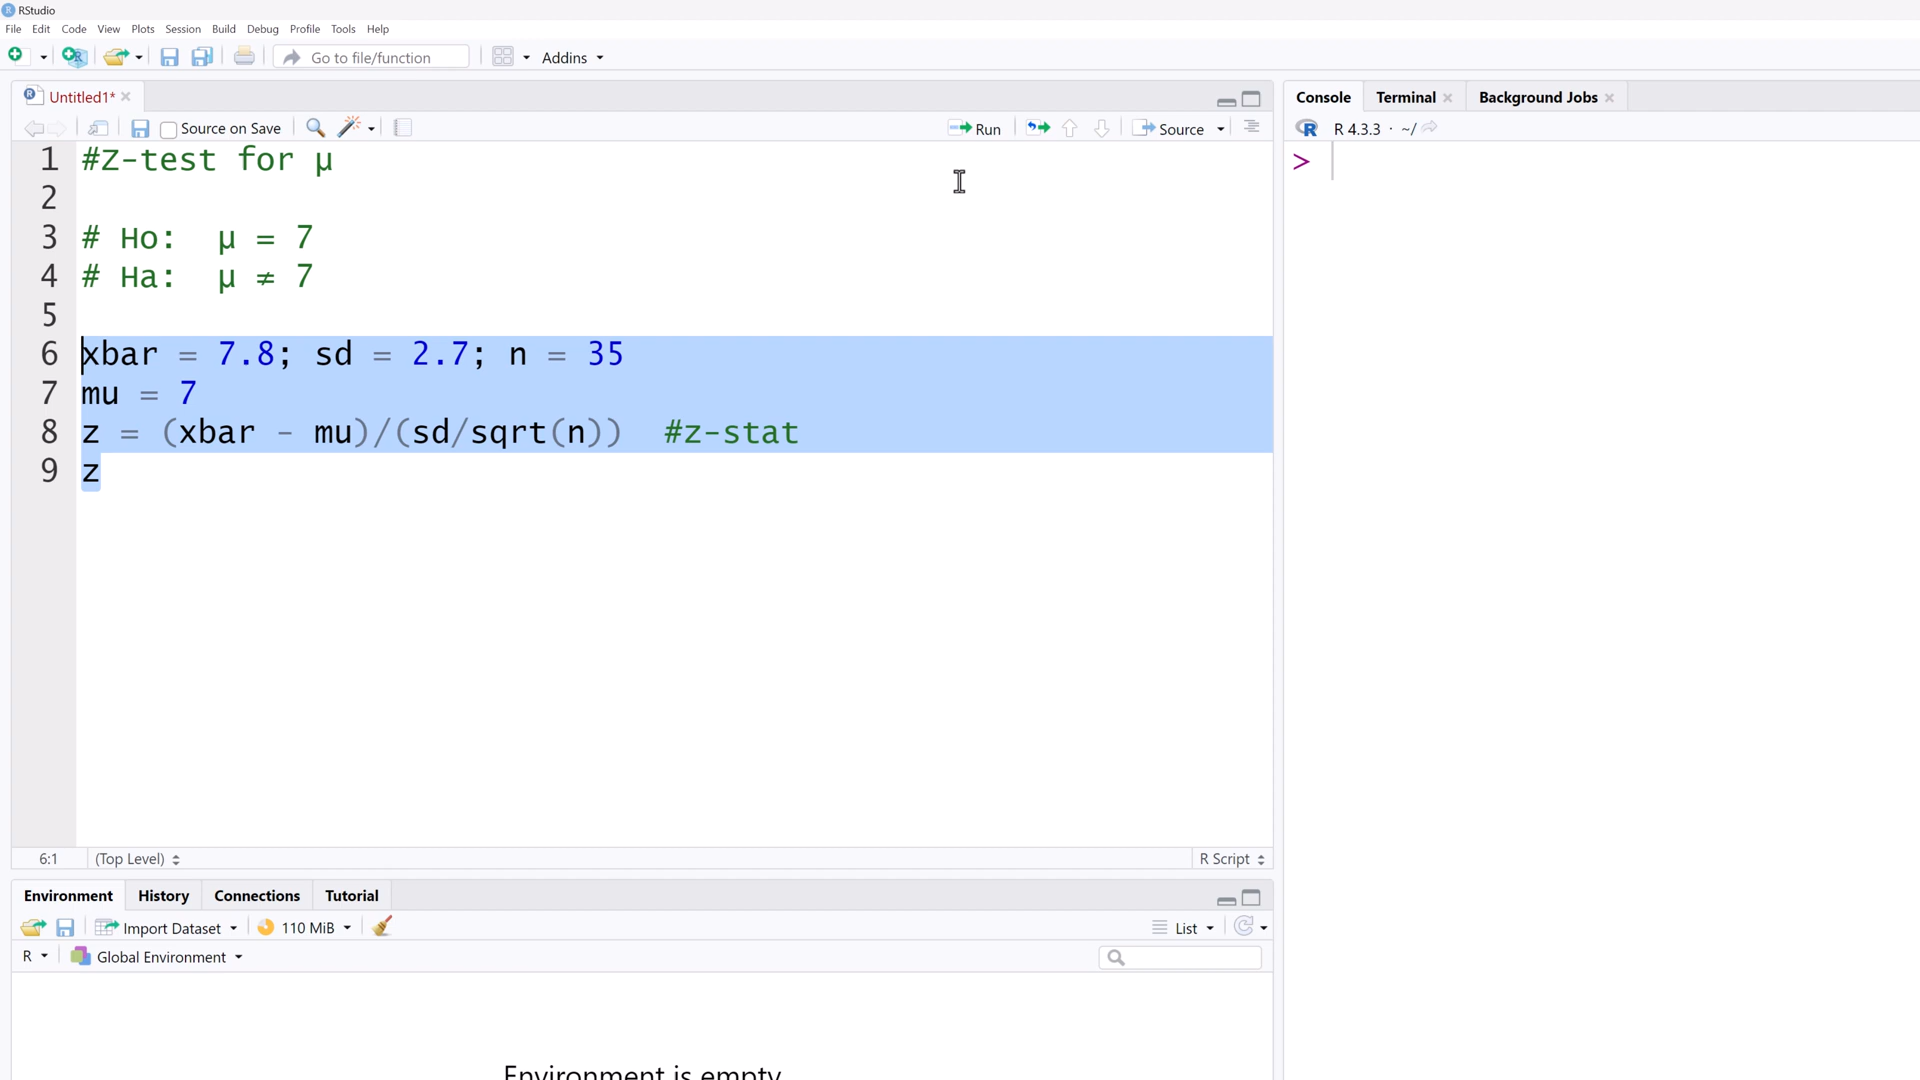 RStudio
File Edit Code View Plots Session Build Debug Profile Tools Help
Go to file/function Addins
Untitled1*
Source on Save Run Source
1 #Z-test for μ
2
3 # Ho:  μ = 7
4 # Ha:  μ ≠ 7
5
6 xbar = 7.8; sd = 2.7; n = 35
7 mu = 7
8 z = (xbar - mu)/(sd/sqrt(n))  #z-stat
9 z
6:1 (Top Level) R Script
Environment History Connections Tutorial
Import Dataset 110 MiB List
R Global Environment
Environment is empty
Console Terminal Background Jobs
R 4.3.3 · ~/
>